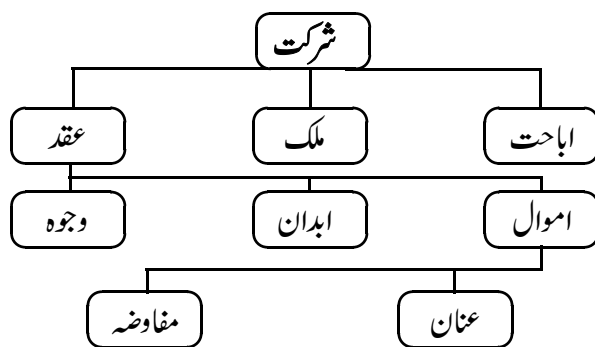 شرکت
اباحت ملک عقد
اموال ابدان وجوہ
عنان مفاوضہ